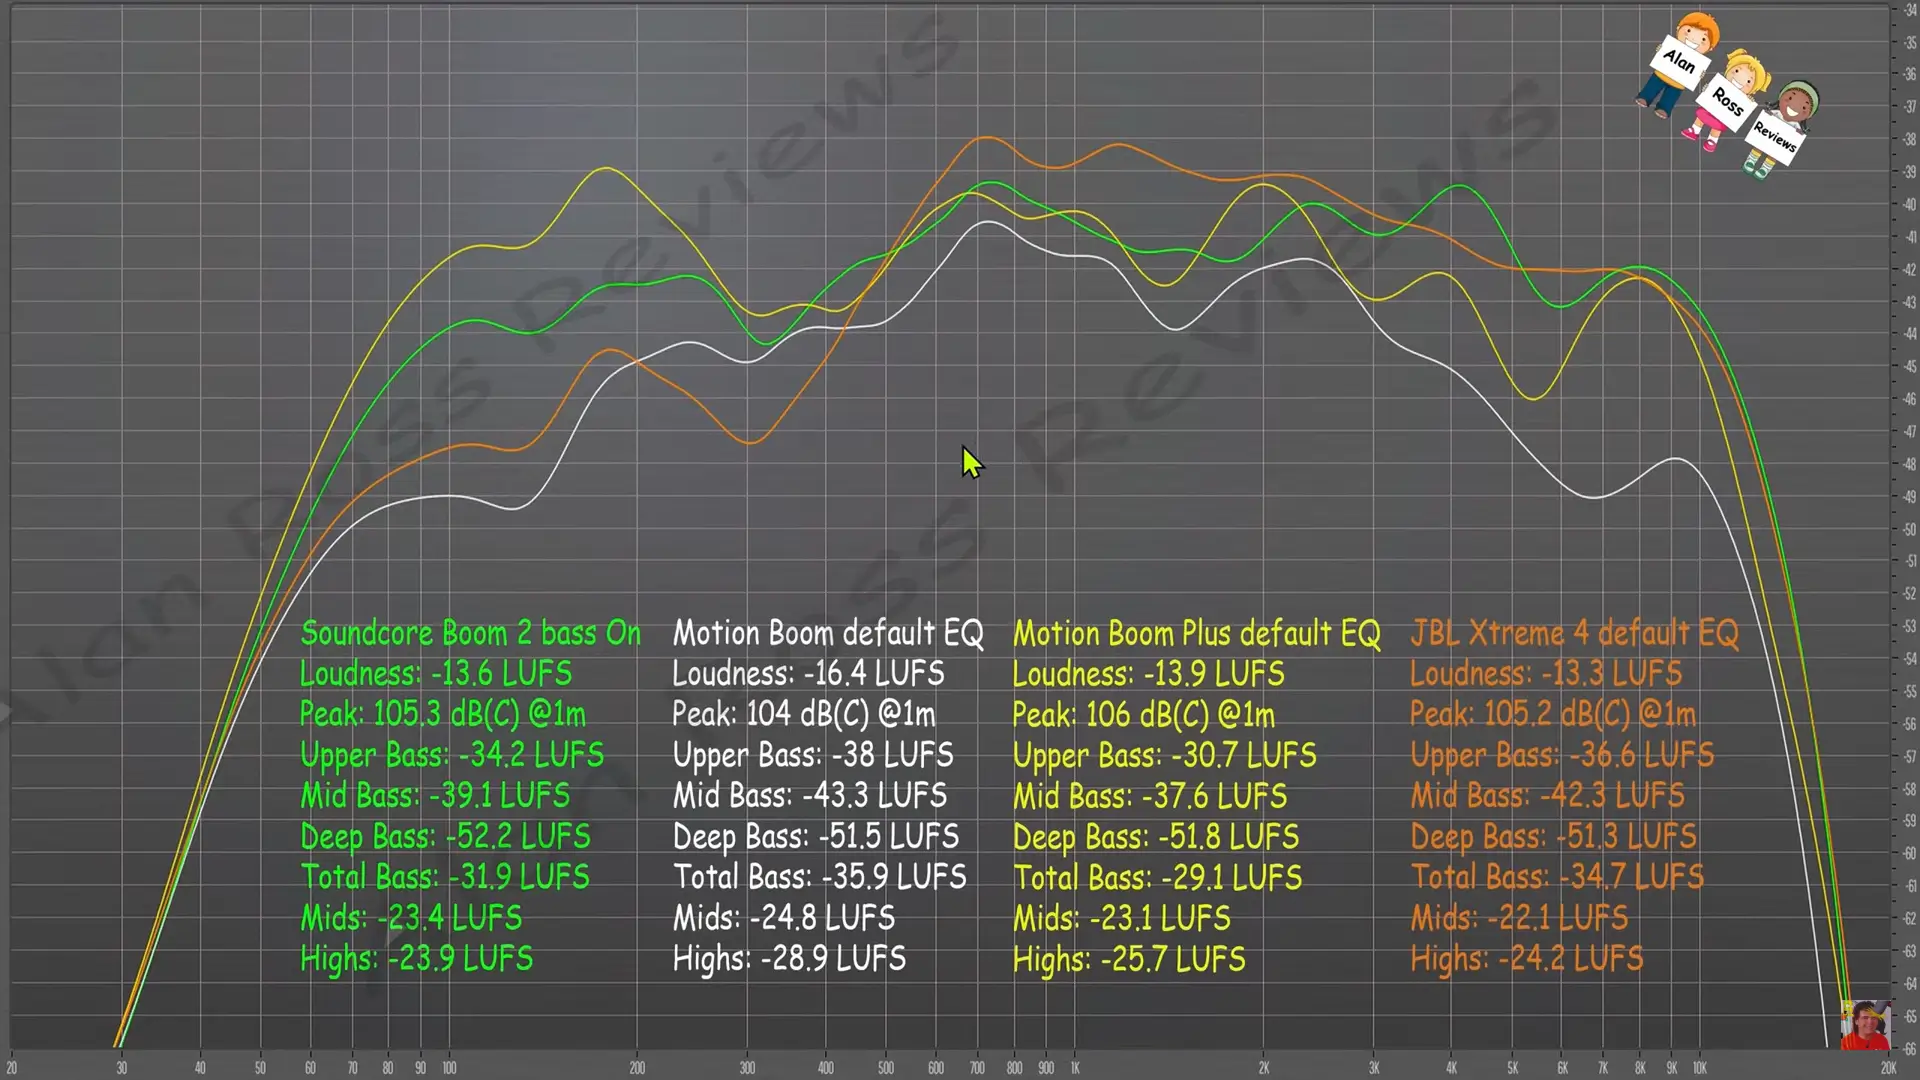 Alan
Ross
Reviews
Alan Ross Reviews
Alan Ross Reviews
Soundcore Boom 2 bass On
Loudness: -13.6 LUFS
Peak: 105.3 dB(C) @1m
Upper Bass: -34.2 LUFS
Mid Bass: -39.1 LUFS
Deep Bass: -52.2 LUFS
Total Bass: -31.9 LUFS
Mids: -23.4 LUFS
Highs: -23.9 LUFS
Motion Boom default EQ
Loudness: -16.4 LUFS
Peak: 104 dB(C) @1m
Upper Bass: -38 LUFS
Mid Bass: -43.3 LUFS
Deep Bass: -51.5 LUFS
Total Bass: -35.9 LUFS
Mids: -24.8 LUFS
Highs: -28.9 LUFS
Motion Boom Plus default EQ
Loudness: -13.9 LUFS
Peak: 106 dB(C) @1m
Upper Bass: -30.7 LUFS
Mid Bass: -37.6 LUFS
Deep Bass: -51.8 LUFS
Total Bass: -29.1 LUFS
Mids: -23.1 LUFS
Highs: -25.7 LUFS
JBL Xtreme 4 default EQ
Loudness: -13.3 LUFS
Peak: 105.2 dB(C) @1m
Upper Bass: -36.6 LUFS
Mid Bass: -42.3 LUFS
Deep Bass: -51.3 LUFS
Total Bass: -34.7 LUFS
Mids: -22.1 LUFS
Highs: -24.2 LUFS
-34
-35
-36
-37
-38
-39
-40
-41
-42
-43
-44
-45
-46
-47
-48
-49
-50
-51
-52
-53
-54
-55
-56
-57
-58
-59
-60
-61
-62
-63
-64
-65
-66
20 30 40 50 60 70 80 90 100 200 300 400 500 600 700 800 900 1K 2K 3K 4K 5K 6K 7K 8K 9K 10K 20K